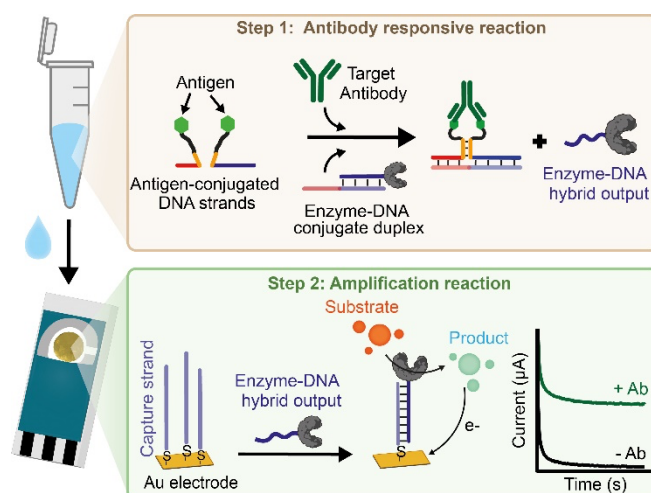 Step 1: Antibody responsive reaction
Antigen
Target
Antibody
Antigen-conjugated
DNA strands
Enzyme-DNA
conjugate duplex
+
Enzyme-DNA
hybrid output
Step 2: Amplification reaction
Capture strand
S
S
S
Au electrode
Enzyme-DNA
hybrid output
Substrate
Product
e-
S
Current (µA)
+ Ab
- Ab
Time (s)